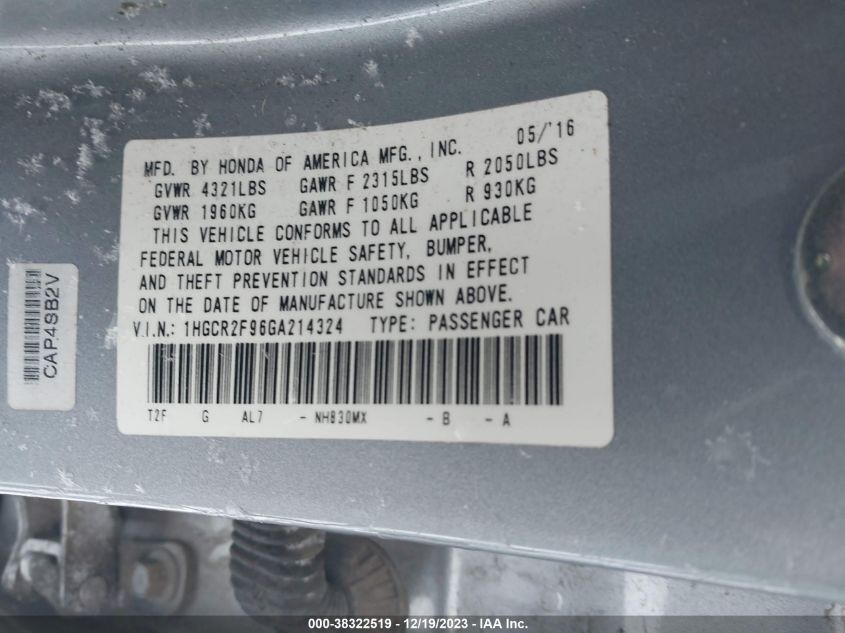 MFD. BY HONDA OF AMERICA MFG., INC. 05/'16
GVWR 4321LBS GAWR F 2315LBS R 2050LBS
GVWR 1960KG GAWR F 1050KG R 930KG
THIS VEHICLE CONFORMS TO ALL APPLICABLE
FEDERAL MOTOR VEHICLE SAFETY, BUMPER,
AND THEFT PREVENTION STANDARDS IN EFFECT
ON THE DATE OF MANUFACTURE SHOWN ABOVE.
V.I.N.: 1HGCR2F96GA214324 TYPE: PASSENGER CAR
T2F G AL7 - NH830MX - B - A
CAP4SB2V
000-38322519 - 12/19/2023 - IAA Inc.